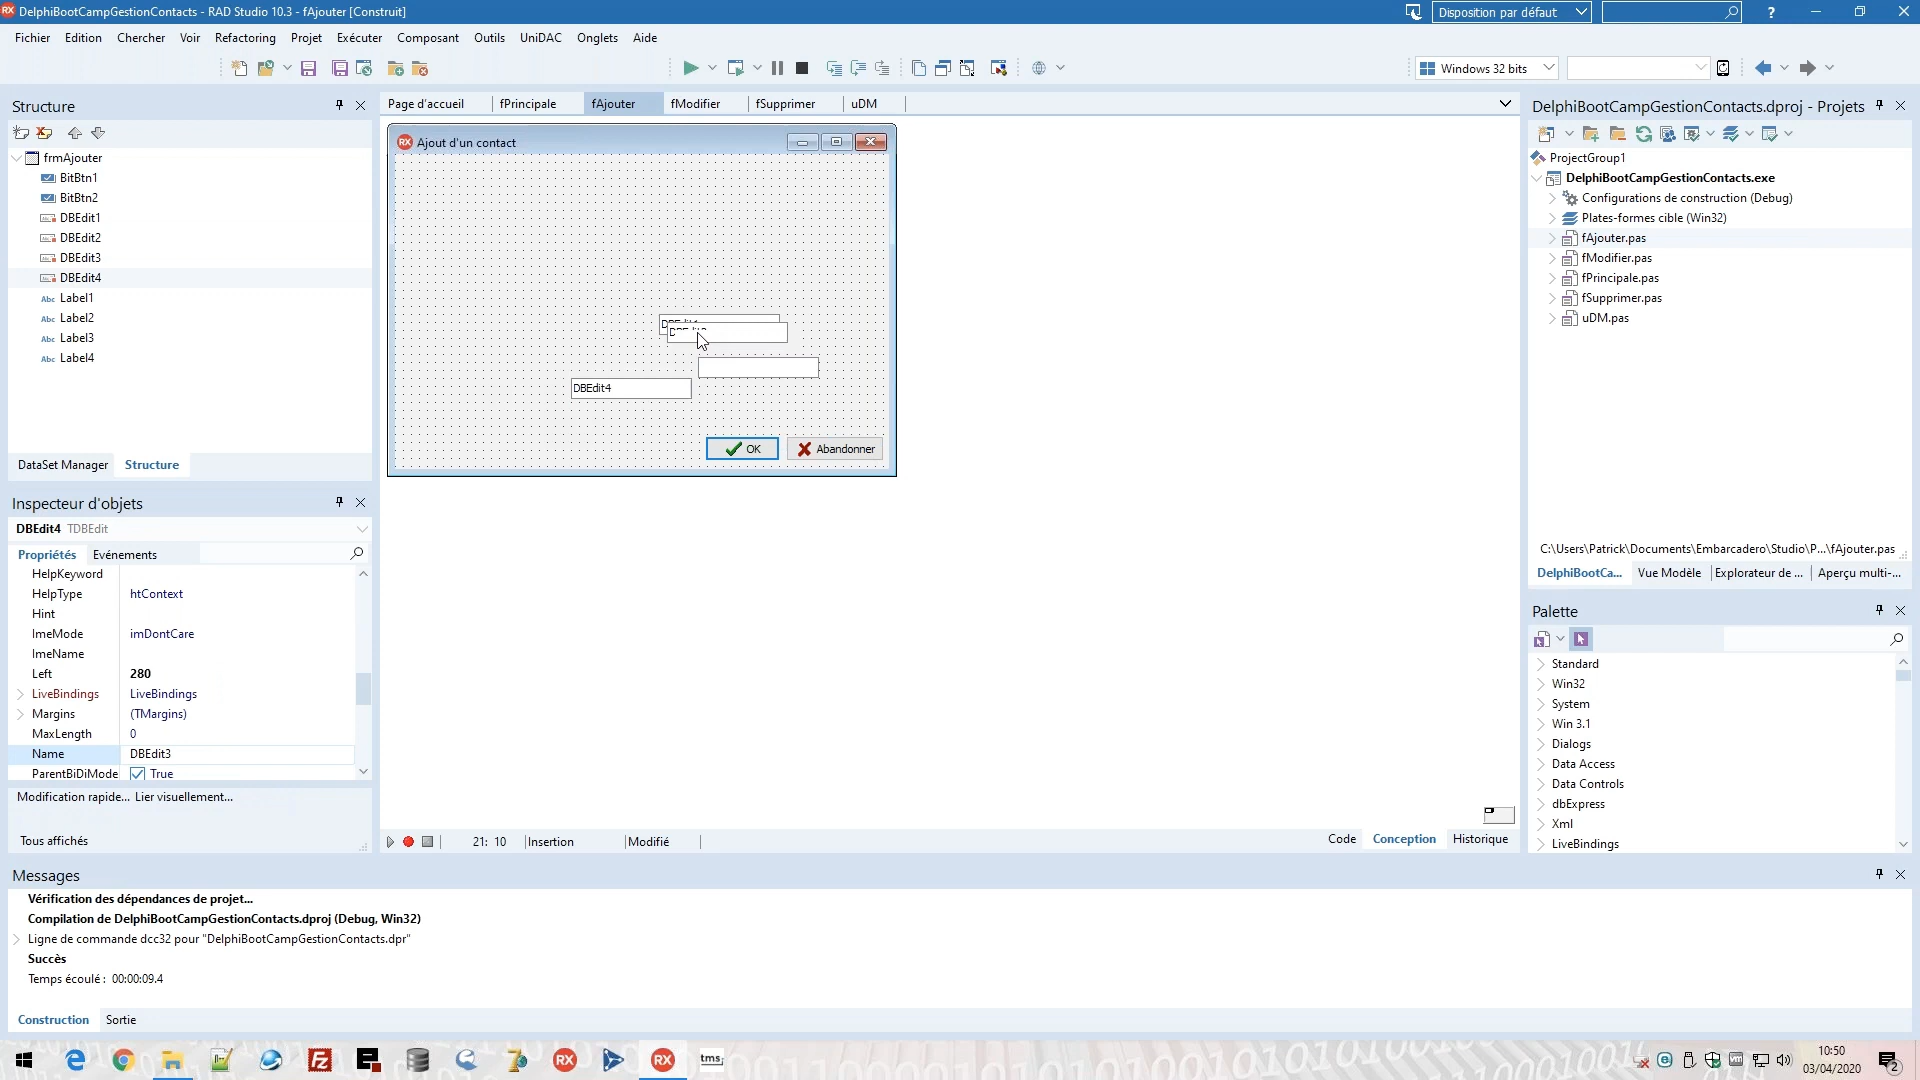 DelphiBootCampGestionContacts - RAD Studio 10.3 - fAjouter [Construit]
Disposition par défaut
Fichier Edition Chercher Voir Refactoring Projet Exécuter Composant Outils UniDAC Onglets Aide
Windows 32 bits
Structure
frmAjouter
BitBtn1
BitBtn2
DBEdit1
DBEdit2
DBEdit3
DBEdit4
Label1
Label2
Label3
Label4
DataSet Manager Structure
Inspecteur d'objets
DBEdit4 TDBEdit
Propriétés Evénements
HelpKeyword
HelpType htContext
Hint
ImeMode imDontCare
ImeName
Left 280
LiveBindings LiveBindings
Margins (TMargins)
MaxLength 0
Name DBEdit3
ParentBiDiMode True
Modification rapide... Lier visuellement...
Tous affichés
Page d'accueil fPrincipale fAjouter fModifier fSupprimer uDM
Ajout d'un contact
DBEdit4
OK Abandonner
21: 10 Insertion Modifié
Code Conception Historique
DelphiBootCampGestionContacts.dproj - Projets
ProjectGroup1
DelphiBootCampGestionContacts.exe
Configurations de construction (Debug)
Plates-formes cible (Win32)
fAjouter.pas
fModifier.pas
fPrincipale.pas
fSupprimer.pas
uDM.pas
C:\Users\Patrick\Documents\Embarcadero\Studio\P...\fAjouter.pas
DelphiBootCa... Vue Modèle Explorateur de ... Aperçu multi-...
Palette
Standard
Win32
System
Win 3.1
Dialogs
Data Access
Data Controls
dbExpress
Xml
LiveBindings
Messages
Vérification des dépendances de projet...
Compilation de DelphiBootCampGestionContacts.dproj (Debug, Win32)
Ligne de commande dcc32 pour "DelphiBootCampGestionContacts.dpr"
Succès
Temps écoulé : 00:00:09.4
Construction Sortie
tms
10:50
03/04/2020
2